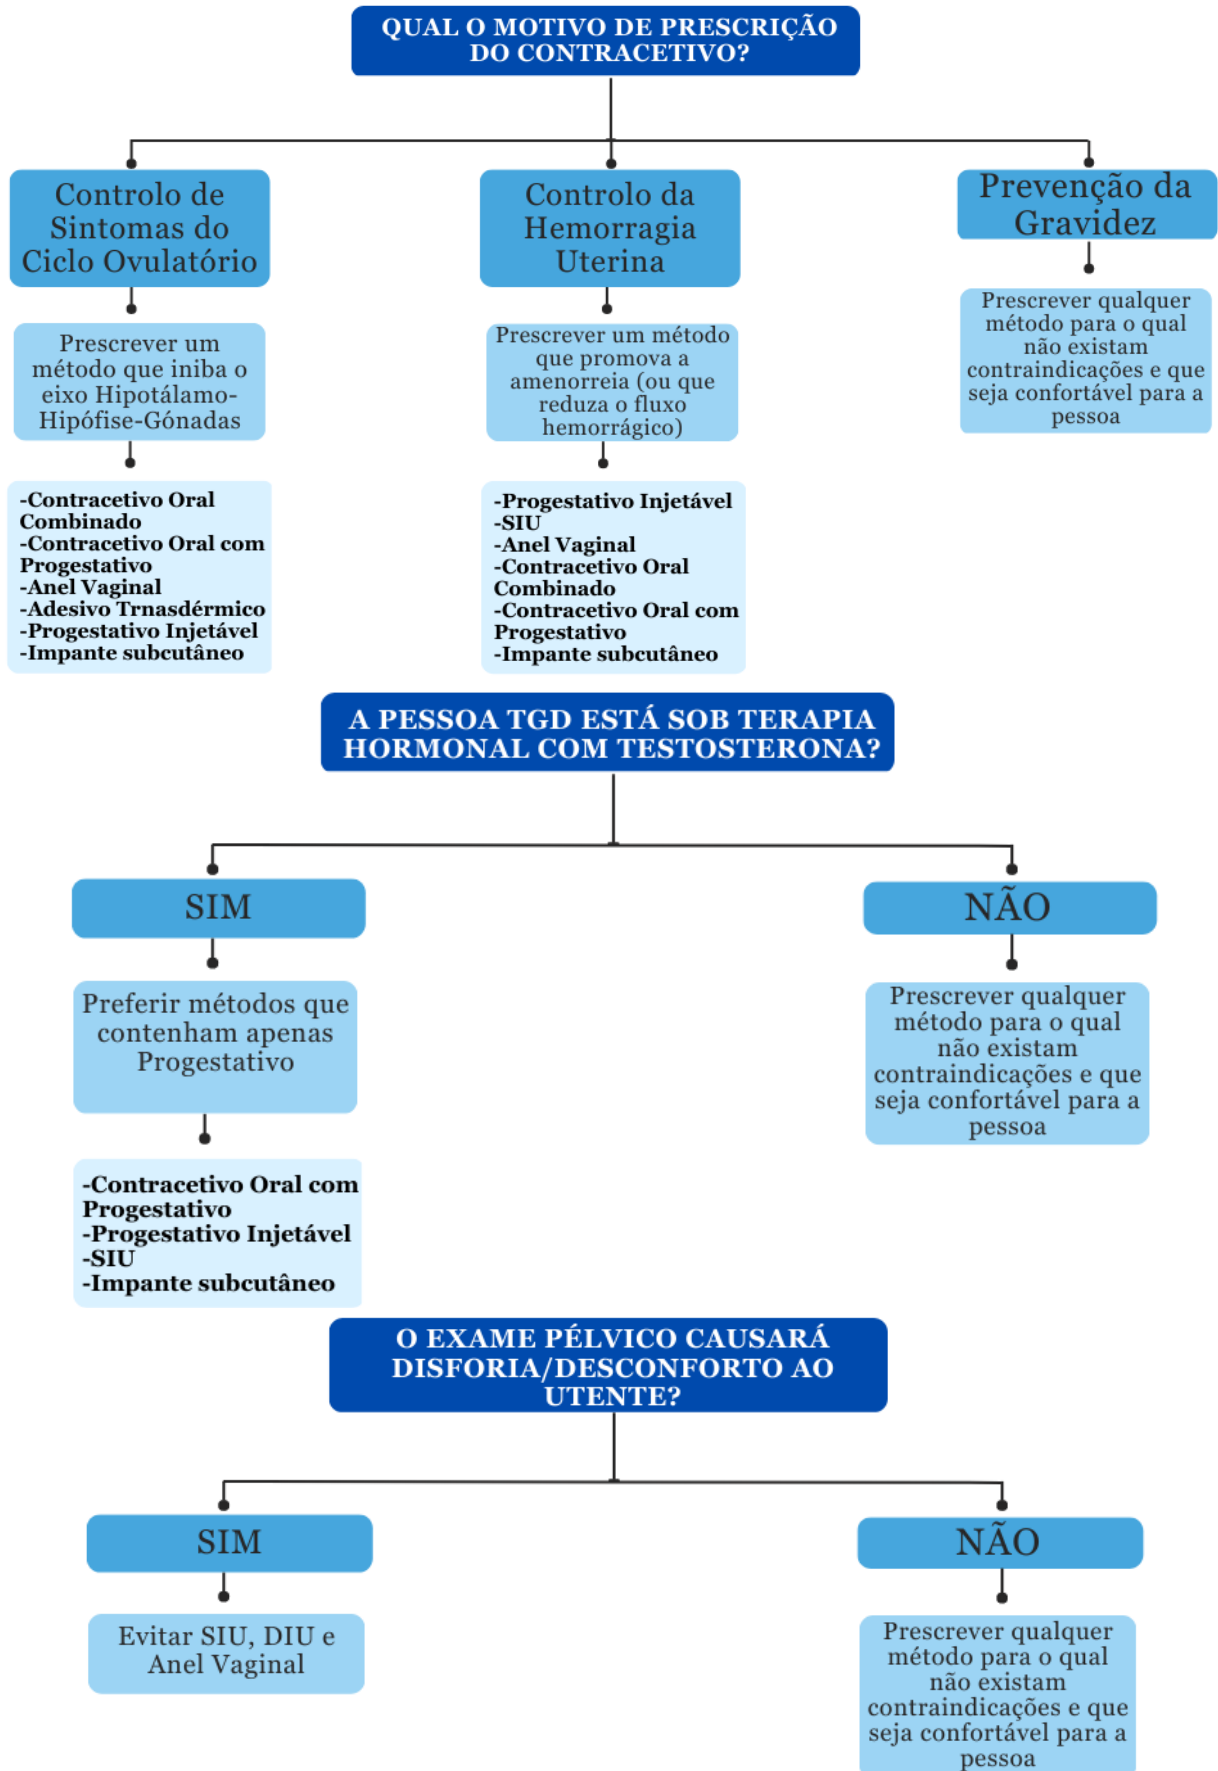 QUAL O MOTIVO DE PRESCRIÇÃO
DO CONTRACETIVO?
Controlo de
Sintomas do
Ciclo Ovulatório
Prescrever um
método que iniba o
eixo Hipotálamo-
Hipófise-Gónadas
-Contracetivo Oral
Combinado
-Contracetivo Oral com
Progestativo
-Anel Vaginal
-Adesivo Trnasdérmico
-Progestativo Injetável
-Impante subcutâneo
Controlo da
Hemorragia
Uterina
Prescrever um método
que promova a
amenorreia (ou que
reduza o fluxo
hemorrágico)
-Progestativo Injetável
-SIU
-Anel Vaginal
-Contracetivo Oral
Combinado
-Contracetivo Oral com
Progestativo
-Impante subcutâneo
Prevenção da
Gravidez
Prescrever qualquer
método para o qual
não existam
contraindicações e que
seja confortável para a
pessoa
A PESSOA TGD ESTÁ SOB TERAPIA
HORMONAL COM TESTOSTERONA?
SIM
Preferir métodos que
contenham apenas
Progestativo
-Contracetivo Oral com
Progestativo
-Progestativo Injetável
-SIU
-Impante subcutâneo
NÃO
Prescrever qualquer
método para o qual
não existam
contraindicações e que
seja confortável para a
pessoa
O EXAME PÉLVICO CAUSARÁ
DISFORIA/DESCONFORTO AO
UTENTE?
SIM
Evitar SIU, DIU e
Anel Vaginal
NÃO
Prescrever qualquer
método para o qual
não existam
contraindicações e que
seja confortável para a
pessoa